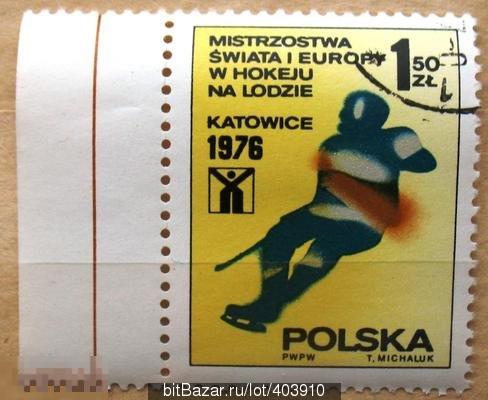 MISTRZOSTWA
ŚWIATA I EUROPY
W HOKEJU
NA LODZIE
1 50 ZŁ
KATOWICE
1976
POLSKA
PWPW T. MICHALUK
bitBazar.ru/lot/403910